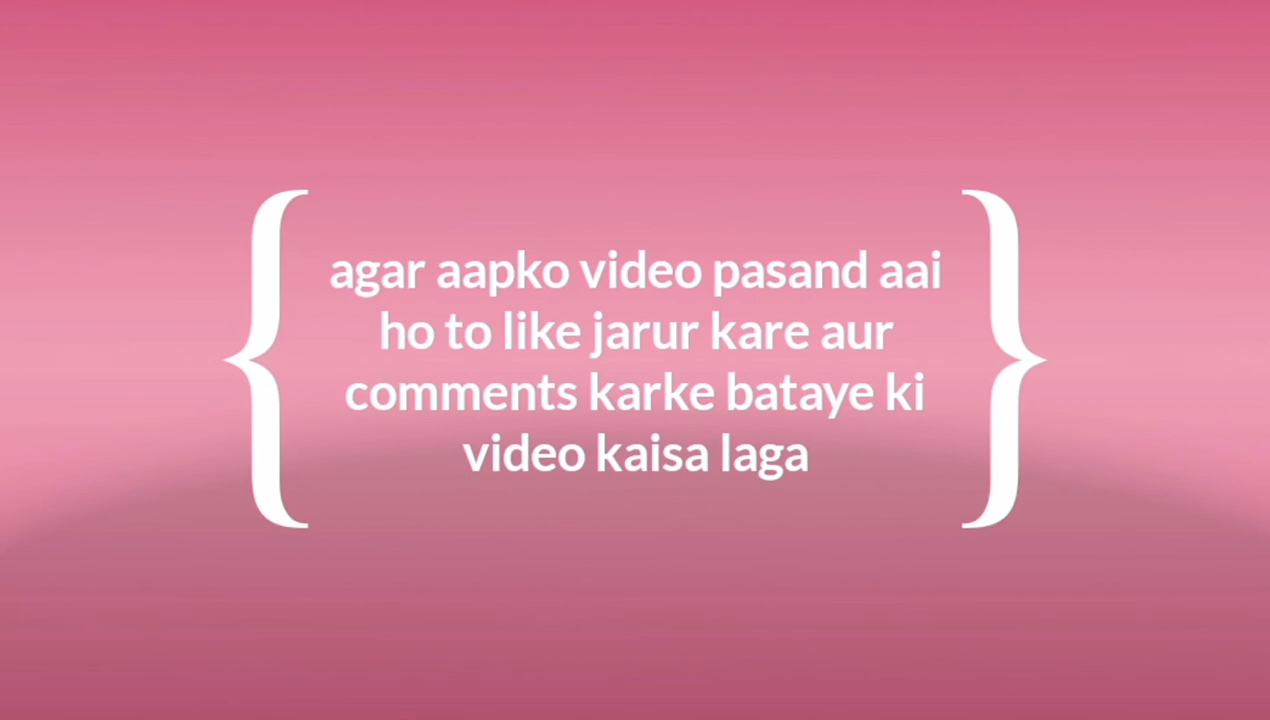 agar aapko video pasand aai
ho to like jarur kare aur
comments karke bataye ki
video kaisa laga